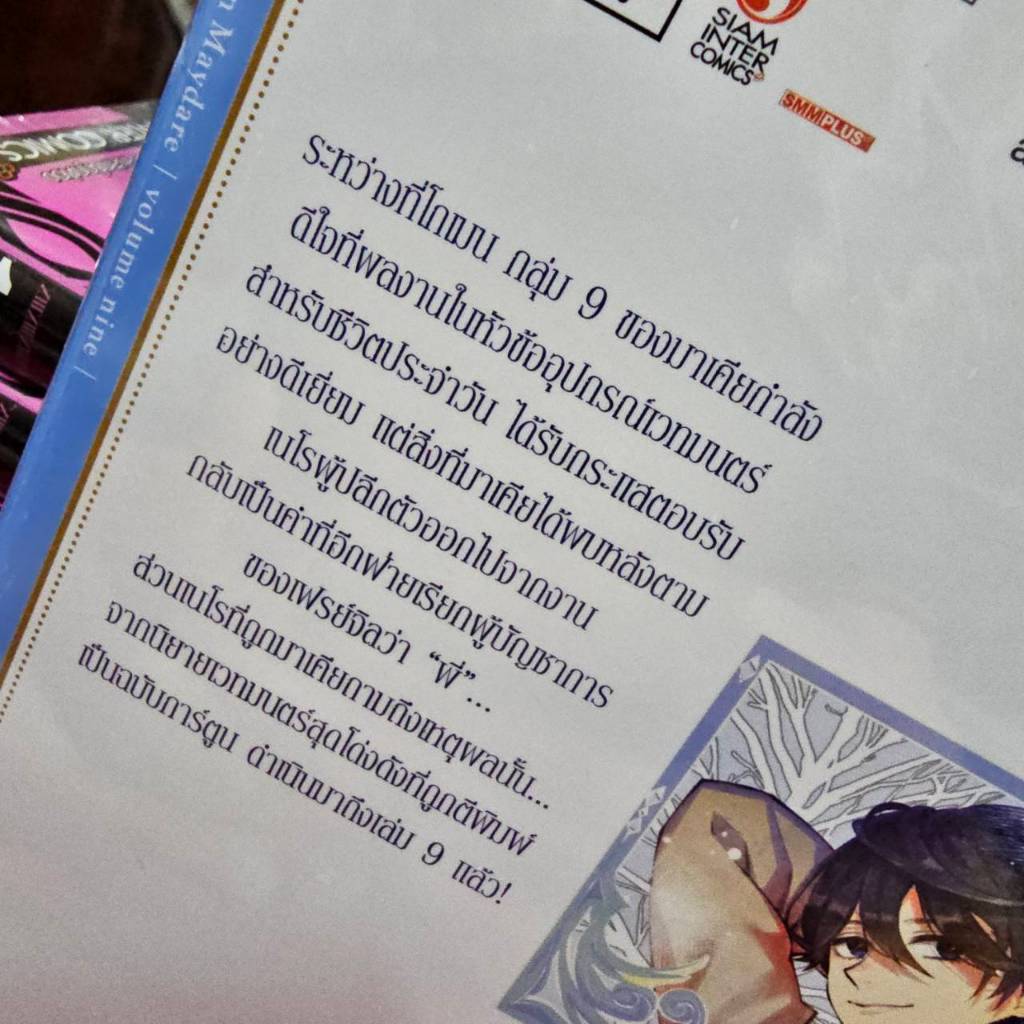 SIAM
INTER
COMICS
SMMPLUS
n Maydare | volume nine |
ระหว่างที่โกเมน กลุ่ม 9 ของมาเคียกำลัง
ดีใจที่ผลงานในหัวข้ออุปกรณ์เวทมนตร์
สำหรับชีวิตประจำวัน ได้รับกระแสตอบรับ
อย่างดีเยี่ยม แต่สิ่งที่มาเคียได้พบหลังตาม
เนโรผู้ปลีกตัวออกไปจากงาน
กลับเป็นคำที่อีกฝ่ายเรียกผู้บัญชาการ
ของเฟรย์จิลว่า “พี่”...
ส่วนเนโรที่ถูกมาเคียถามถึงเหตุผลนั้น...
จากนิยายเวทมนตร์สุดโด่งดังที่ถูกตีพิมพ์
เป็นฉบับการ์ตูน ดำเนินมาถึงเล่ม 9 แล้ว!